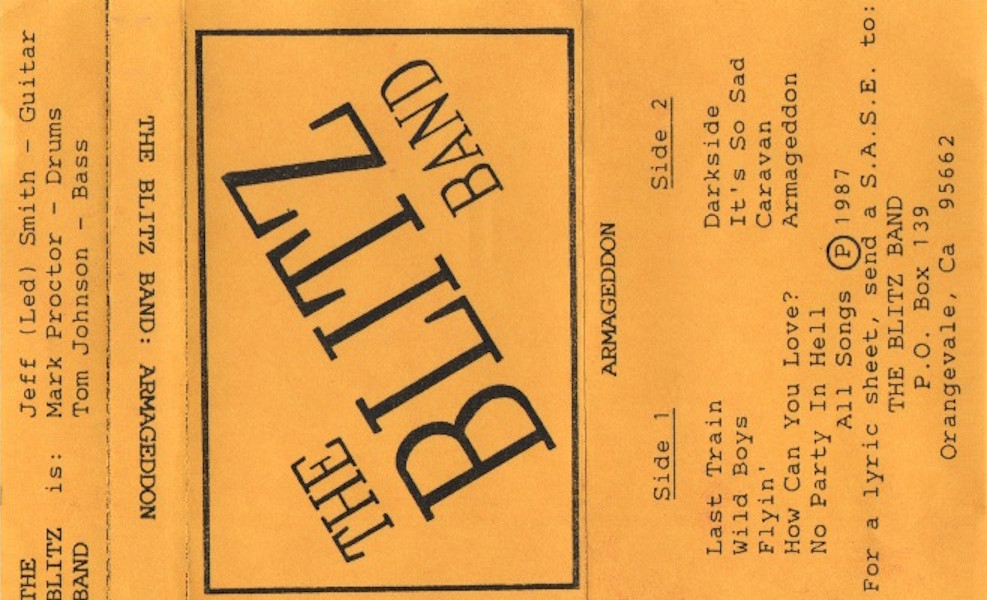 THE BLITZ BAND is: Jeff (Led) Smith - Guitar
Mark Proctor - Drums
Tom Johnson - Bass
THE BLITZ BAND: ARMAGEDDON
THE
BLITZ
BAND
ARMAGEDDON
Side 1
Last Train
Wild Boys
Flyin'
How Can You Love?
No Party In Hell
Side 2
Darkside
It's So Sad
Caravan
Armageddon
All Songs Ⓟ 1987
For a lyric sheet, send a S.A.S.E. to:
THE BLITZ BAND
P.O. Box 139
Orangevale, Ca 95662